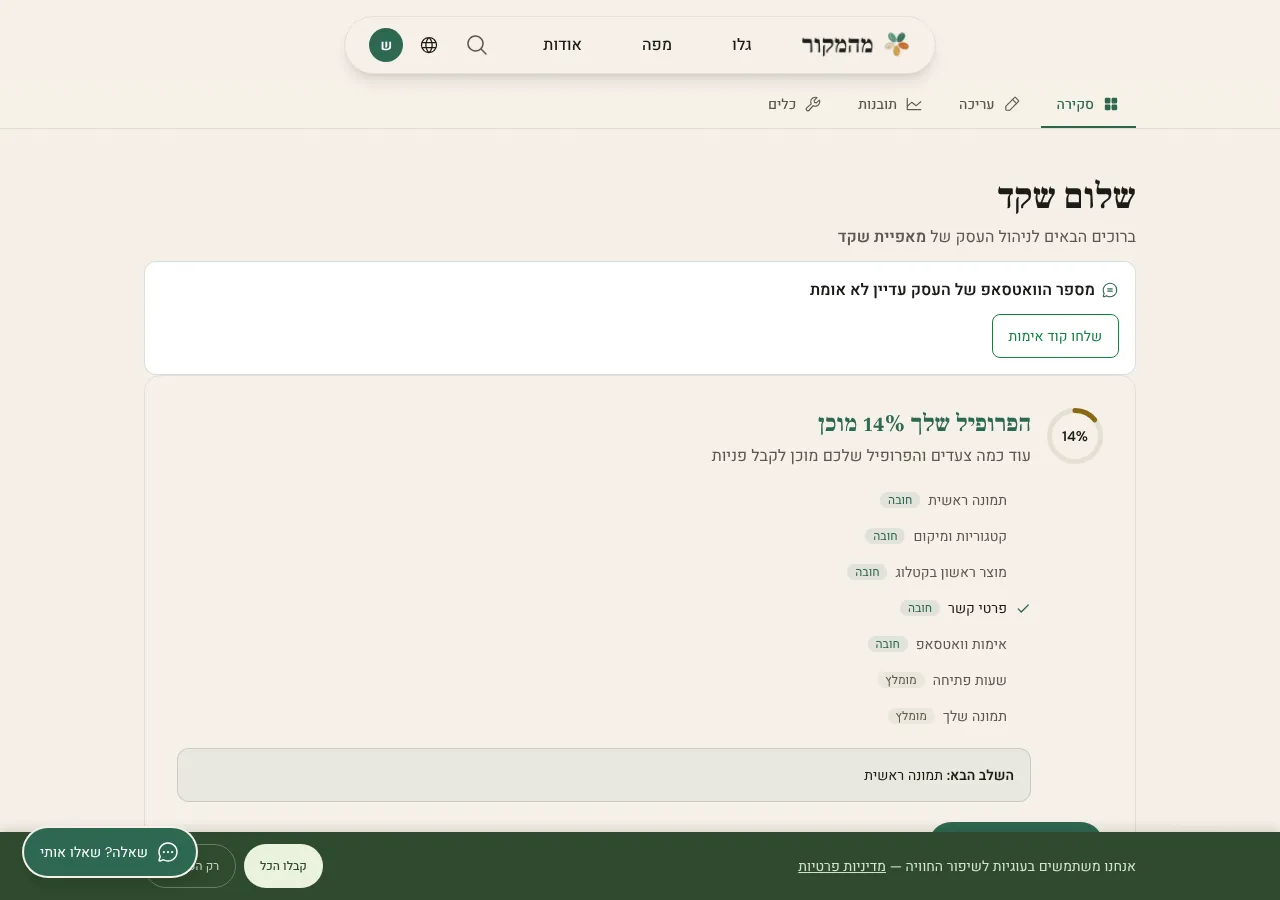 מהמקור
גלו
מפה
אודות
ש
סקירה
עריכה
תובנות
כלים
שלום שקד
ברוכים הבאים לניהול העסק של מאפיית שקד
מספר הוואטסאפ של העסק עדיין לא אומת
שלחו קוד אימות
14%
הפרופיל שלך 14% מוכן
עוד כמה צעדים והפרופיל שלכם מוכן לקבל פניות
תמונה ראשית חובה
קטגוריות ומיקום חובה
מוצר ראשון בקטלוג חובה
פרטי קשר חובה
אימות וואטסאפ חובה
שעות פתיחה מומלץ
תמונה שלך מומלץ
השלב הבא: תמונה ראשית
אנחנו משתמשים בעוגיות לשיפור החוויה — מדיניות פרטיות
קבלו הכל
רק
שאלה? שאלו אותי